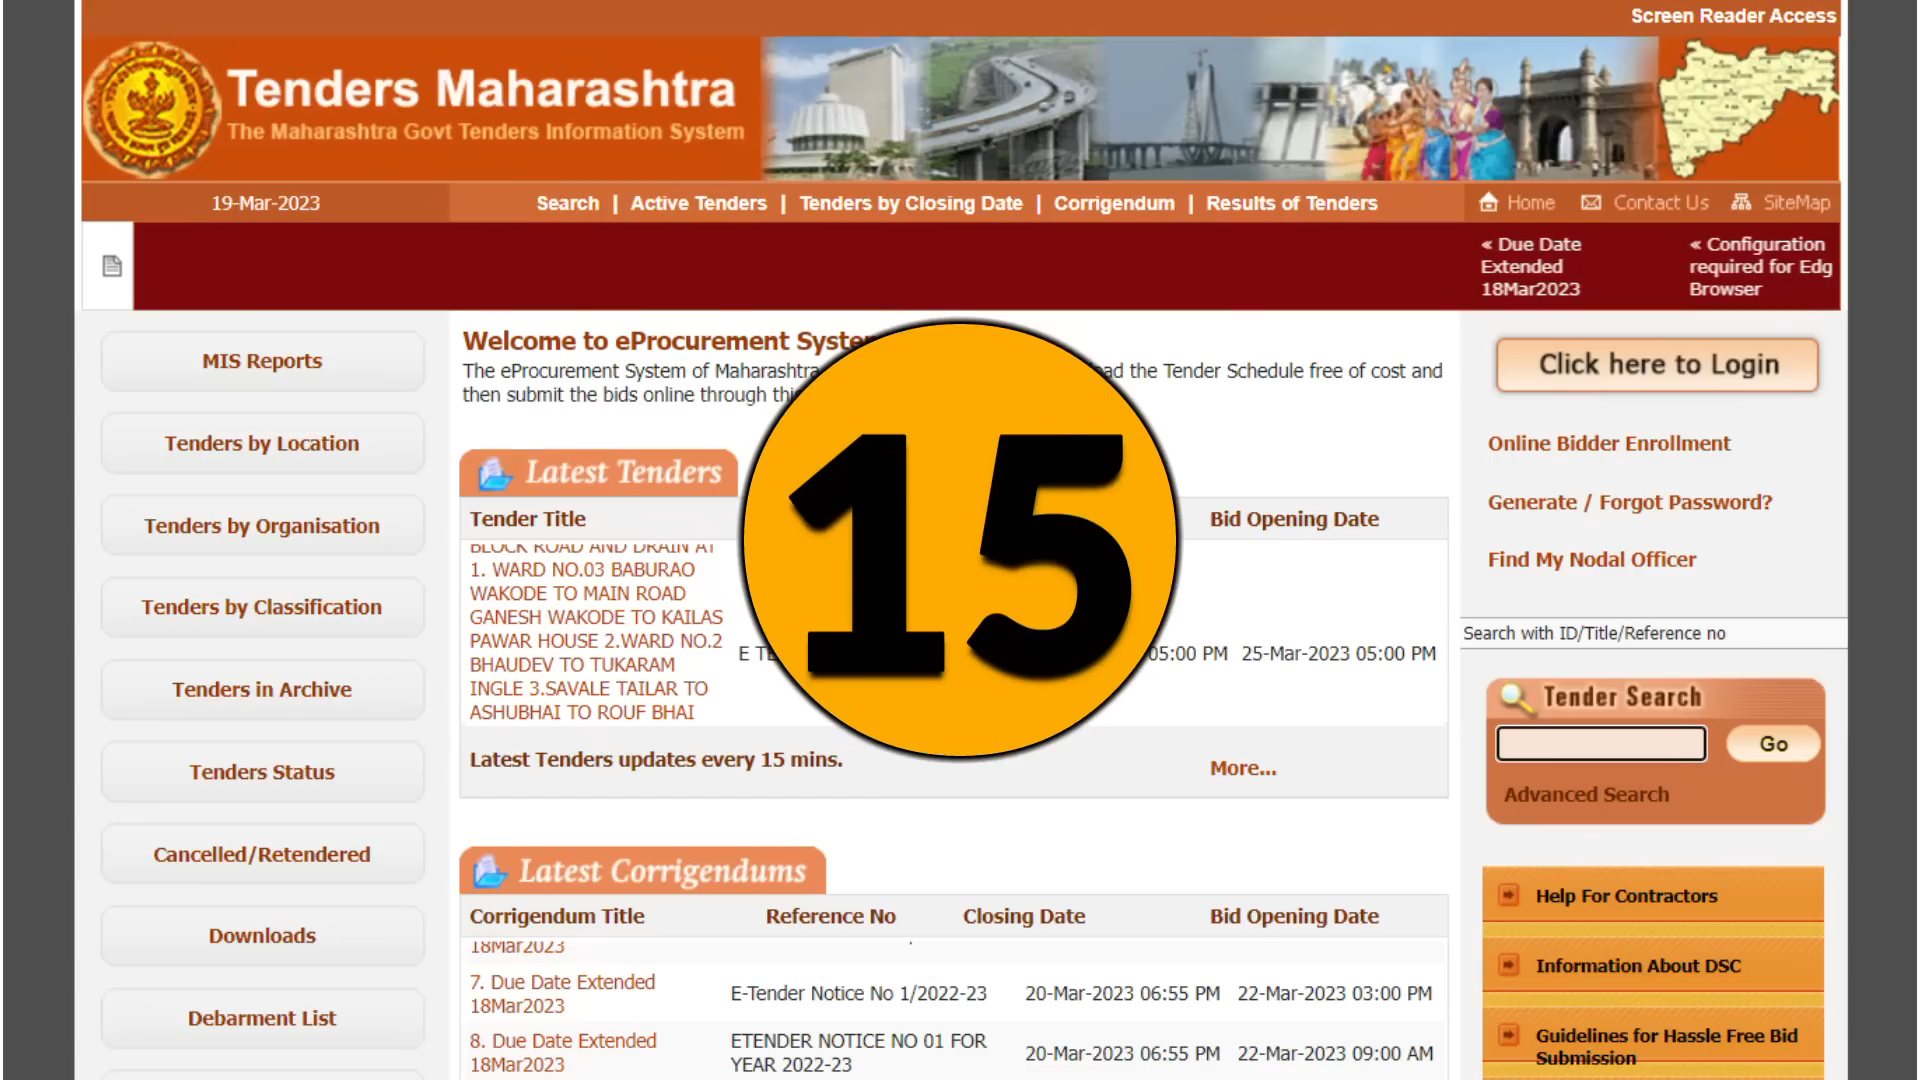 Screen Reader Access
Tenders Maharashtra
The Maharashtra Govt Tenders Information System
19-Mar-2023
Search | Active Tenders | Tenders by Closing Date | Corrigendum | Results of Tenders
Home
Contact Us
SiteMap
« Due Date
Extended
18Mar2023
« Configuration
required for Edg
Browser
MIS Reports
Tenders by Location
Tenders by Organisation
Tenders by Classification
Tenders in Archive
Tenders Status
Cancelled/Retendered
Downloads
Debarment List
Welcome to eProcurement Syste
The eProcurement System of Maharashtra ad the Tender Schedule free of cost and
then submit the bids online through thi
Latest Tenders
Tender Title Bid Opening Date
BLOCK ROAD AND DRAIN AT
1. WARD NO.03 BABURAO
WAKODE TO MAIN ROAD
GANESH WAKODE TO KAILAS
PAWAR HOUSE 2.WARD NO.2
BHAUDEV TO TUKARAM
INGLE 3.SAVALE TAILAR TO
ASHUBHAI TO ROUF BHAI
E TE 05:00 PM 25-Mar-2023 05:00 PM
Latest Tenders updates every 15 mins.
More...
15
Latest Corrigendums
Corrigendum Title Reference No Closing Date Bid Opening Date
18Mar2023
7. Due Date Extended
18Mar2023
E-Tender Notice No 1/2022-23 20-Mar-2023 06:55 PM 22-Mar-2023 03:00 PM
8. Due Date Extended
18Mar2023
ETENDER NOTICE NO 01 FOR
YEAR 2022-23
20-Mar-2023 06:55 PM 22-Mar-2023 09:00 AM
Click here to Login
Online Bidder Enrollment
Generate / Forgot Password?
Find My Nodal Officer
Search with ID/Title/Reference no
Tender Search
Go
Advanced Search
Help For Contractors
Information About DSC
Guidelines for Hassle Free Bid
Submission